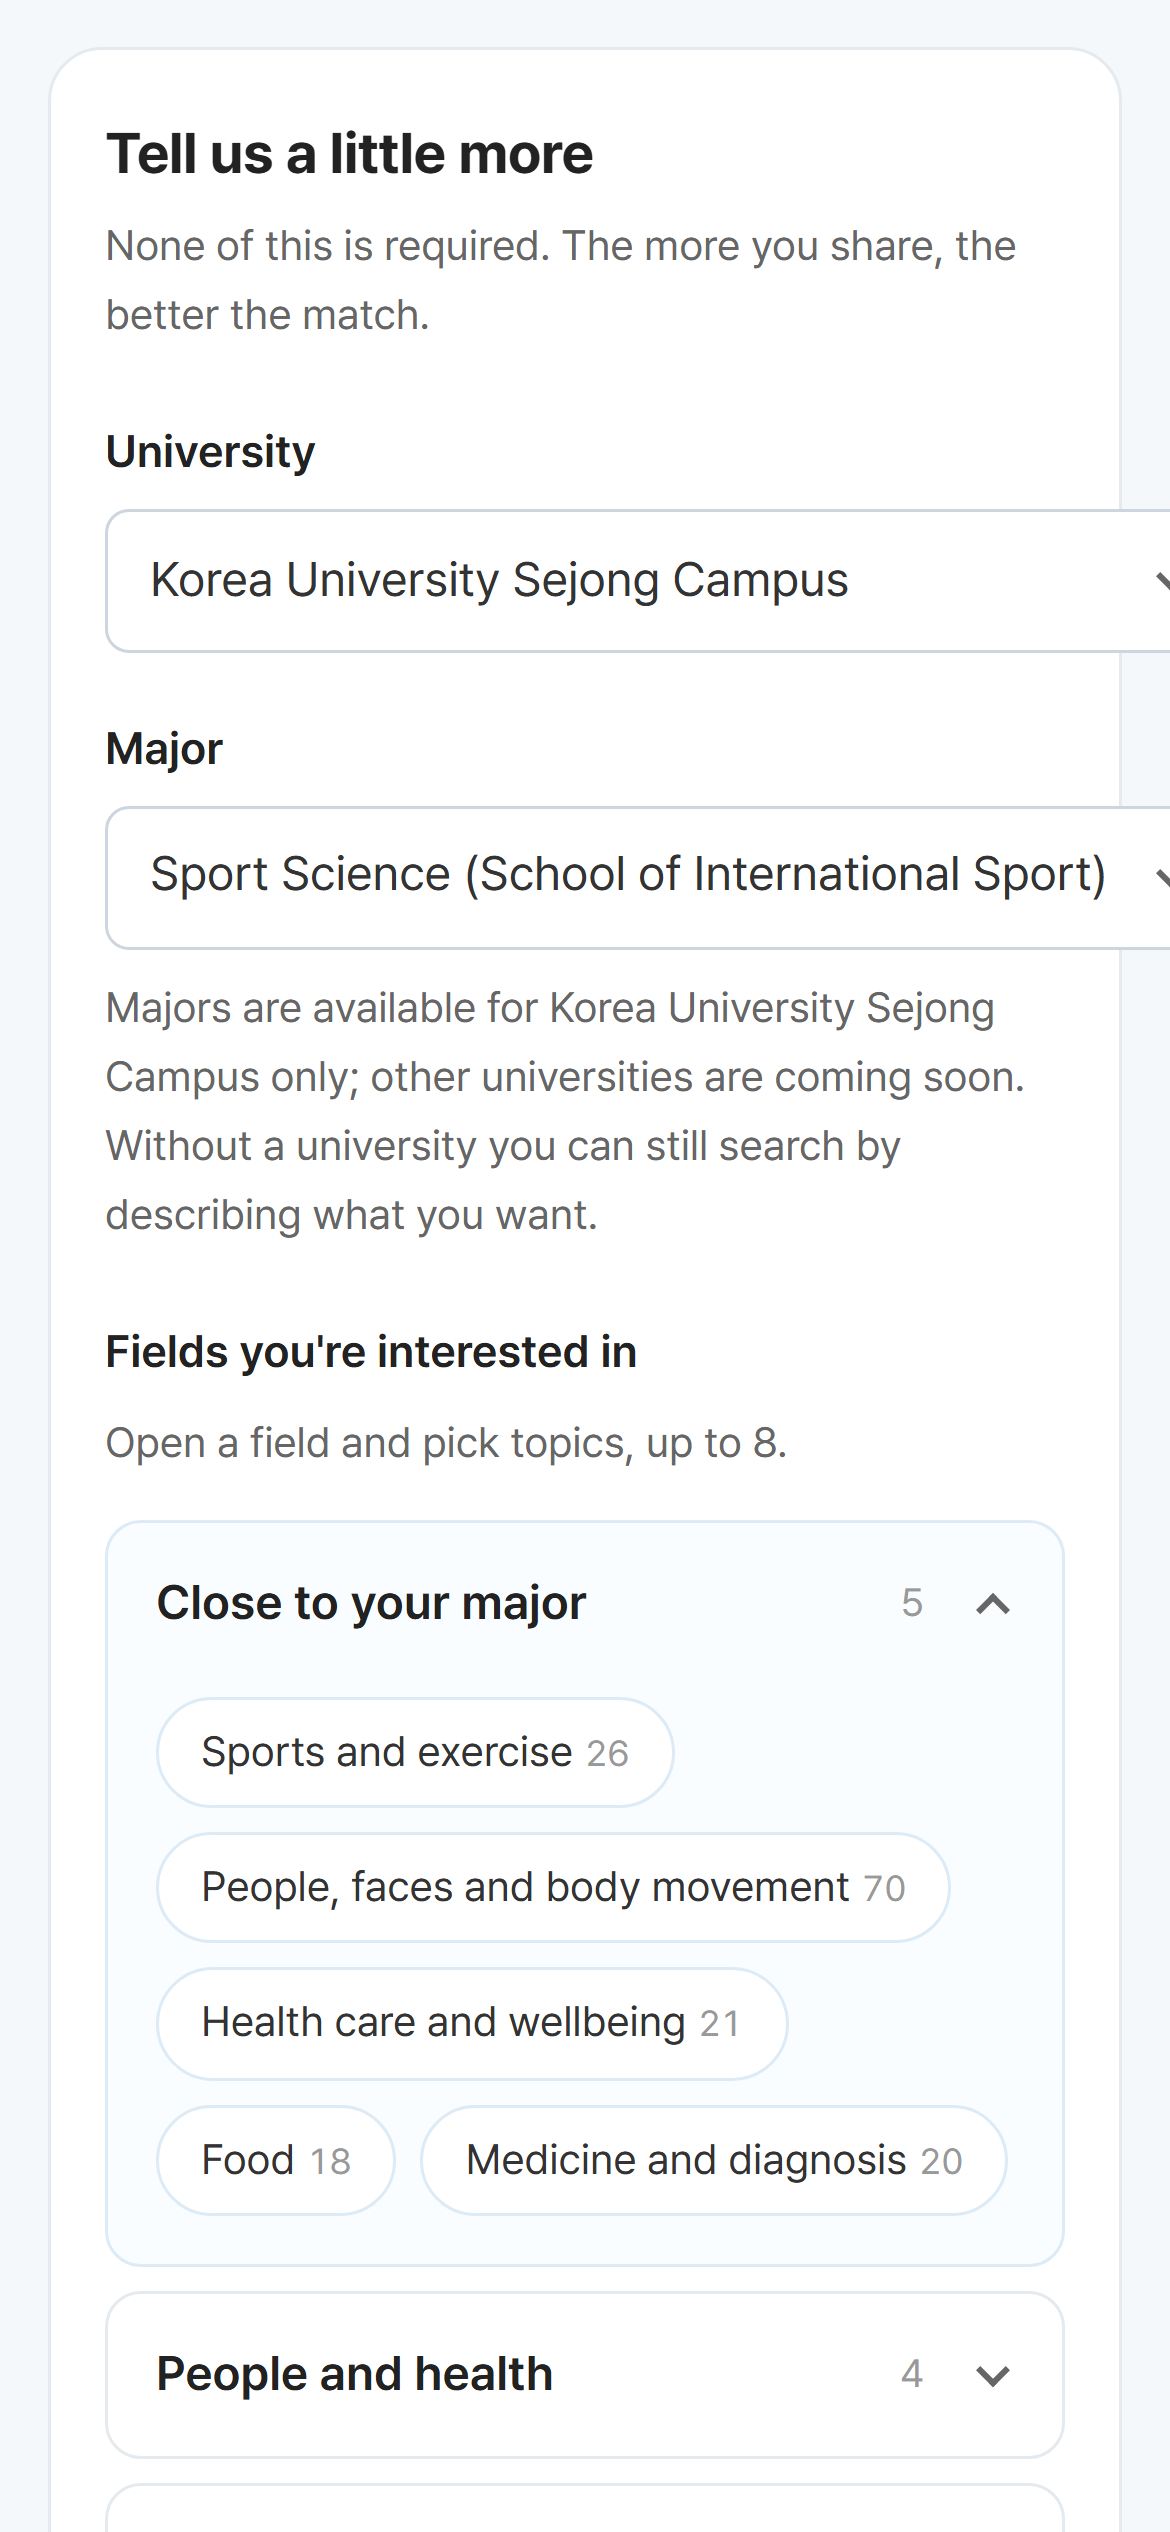 Tell us a little more
None of this is required. The more you share, the
better the match.
University
Korea University Sejong Campus
Major
Sport Science (School of International Sport)
Majors are available for Korea University Sejong
Campus only; other universities are coming soon.
Without a university you can still search by
describing what you want.
Fields you're interested in
Open a field and pick topics, up to 8.
Close to your major 5
Sports and exercise 26
People, faces and body movement 70
Health care and wellbeing 21
Food 18 Medicine and diagnosis 20
People and health 4